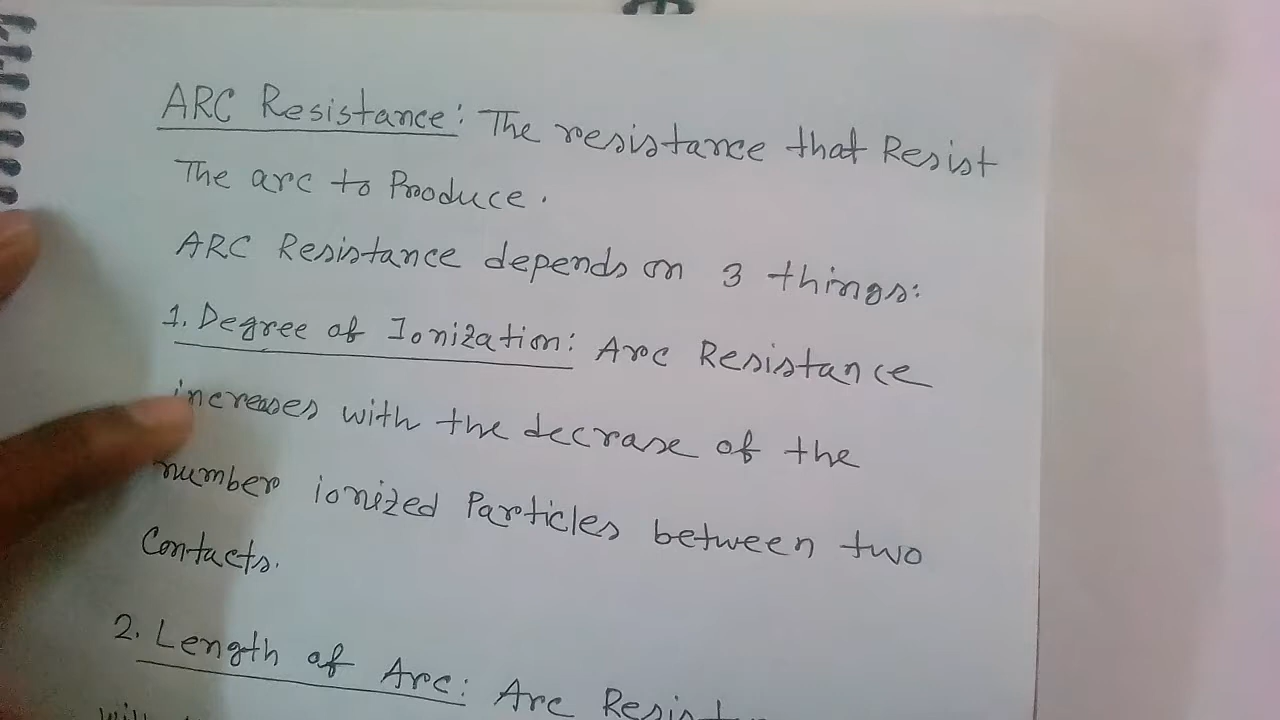 ARC Resistance: The resistance that Resist
The arc to Produce.
ARC Resistance depends on 3 things:
1. Degree of Ionization: Arc Resistance
increases with the decrase of the
number ionized Particles between two
Contacts.
2. Length of Arc: Arc